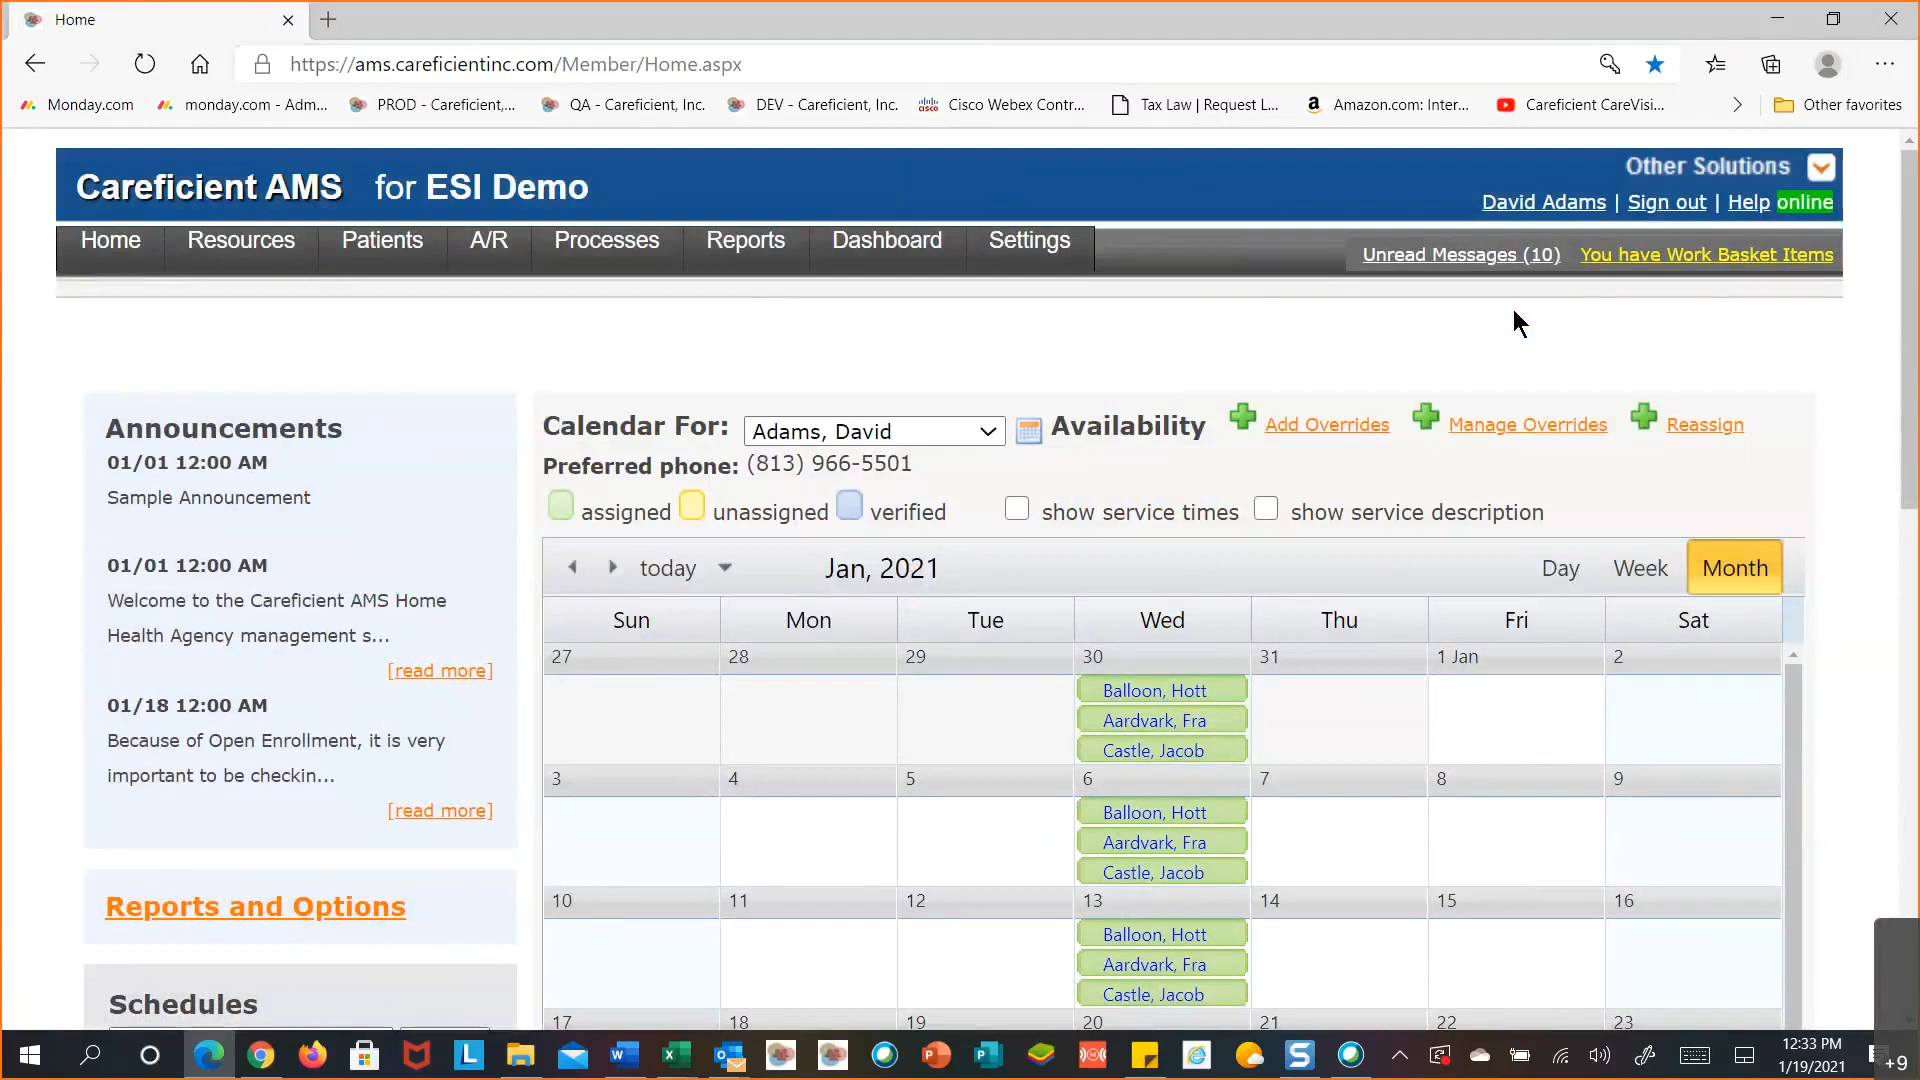 Home
https://ams.careficientinc.com/Member/Home.aspx
Monday.com
monday.com - Adm...
PROD - Careficient,...
QA - Careficient, Inc.
DEV - Careficient, Inc.
Cisco Webex Contr...
Tax Law | Request L...
Amazon.com: Inter...
Careficient CareVisi...
Other favorites
Careficient AMS for ESI Demo
Other Solutions
David Adams | Sign out | Help online
Home Resources Patients A/R Processes Reports Dashboard Settings
Unread Messages (10) You have Work Basket Items
Announcements
01/01 12:00 AM
Sample Announcement
01/01 12:00 AM
Welcome to the Careficient AMS Home
Health Agency management s...
[read more]
01/18 12:00 AM
Because of Open Enrollment, it is very
important to be checkin...
[read more]
Reports and Options
Schedules
Calendar For: Adams, David Availability Add Overrides Manage Overrides Reassign
Preferred phone: (813) 966-5501
assigned unassigned verified show service times show service description
today Jan, 2021 Day Week Month
Sun Mon Tue Wed Thu Fri Sat
27 28 29 30 31 1 Jan 2
Balloon, Hott
Aardvark, Fra
Castle, Jacob
3 4 5 6 7 8 9
Balloon, Hott
Aardvark, Fra
Castle, Jacob
10 11 12 13 14 15 16
Balloon, Hott
Aardvark, Fra
Castle, Jacob
17 18 19 20 21 22 23
12:33 PM
1/19/2021
+9